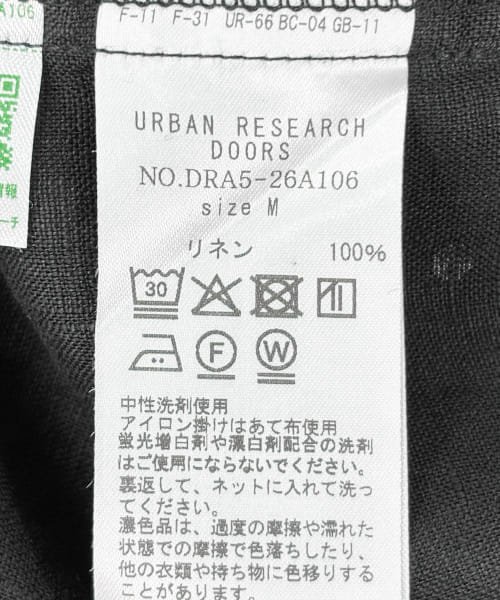 F-11 F-31 UR-66 BC-04 GB-11
A106
URBAN RESEARCH
DOORS
NO.DRA5-26A106
size M
リネン 100%
30
F W
中性洗剤使用
アイロン掛けはあて布使用
蛍光増白剤や漂白剤配合の洗剤
はご使用にならないでください。
裏返して、ネットに入れて洗っ
てください。
濃色品は、過度の摩擦や濡れた
状態での摩擦で色落ちしたり、
他の衣類や持ち物に色移りする
ことがあります。
情報
ーチ